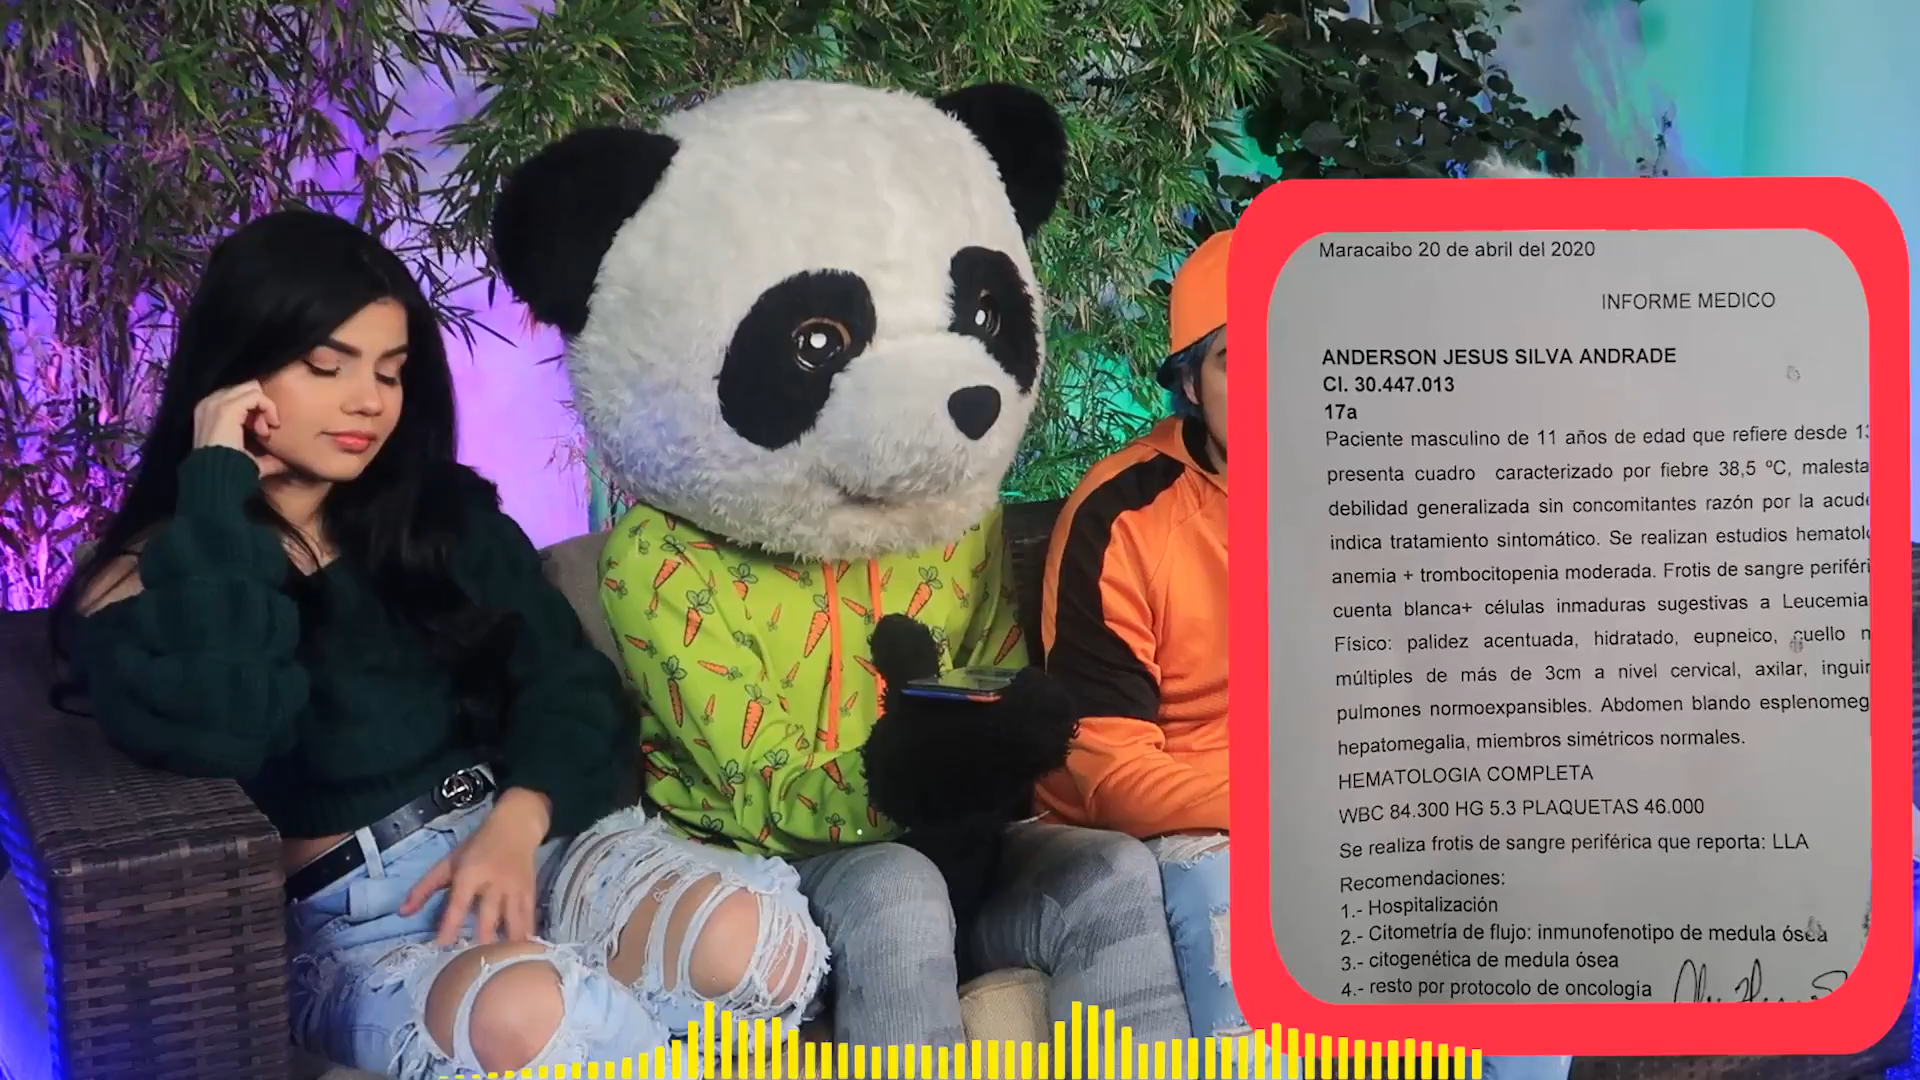 Maracaibo 20 de abril del 2020
INFORME MEDICO
ANDERSON JESUS SILVA ANDRADE
CI. 30.447.013
17a
Paciente masculino de 11 años de edad que refiere desde
presenta cuadro caracterizado por fiebre 38,5 ºC,
debilidad generalizada sin concomitantes razón por la
indica tratamiento sintomático. Se realizan estudios
anemia + trombocitopenia moderada. Frotis de sangre
cuenta blanca+ células inmaduras sugestivas a Leucemia
Físico: palidez acentuada, hidratado, eupneico, cuello
múltiples de más de 3cm a nivel cervical, axilar,
pulmones normoexpansibles. Abdomen blando
hepatomegalia, miembros simétricos normales.
HEMATOLOGIA COMPLETA
WBC 84.300 HG 5.3 PLAQUETAS 46.000
Se realiza frotis de sangre periférica que reporta: LLA
Recomendaciones:
1.- Hospitalización
2.- Citometría de flujo: inmunofenotipo de medula ósea
3.- citogenética de medula ósea
4.- resto por protocolo de oncologia